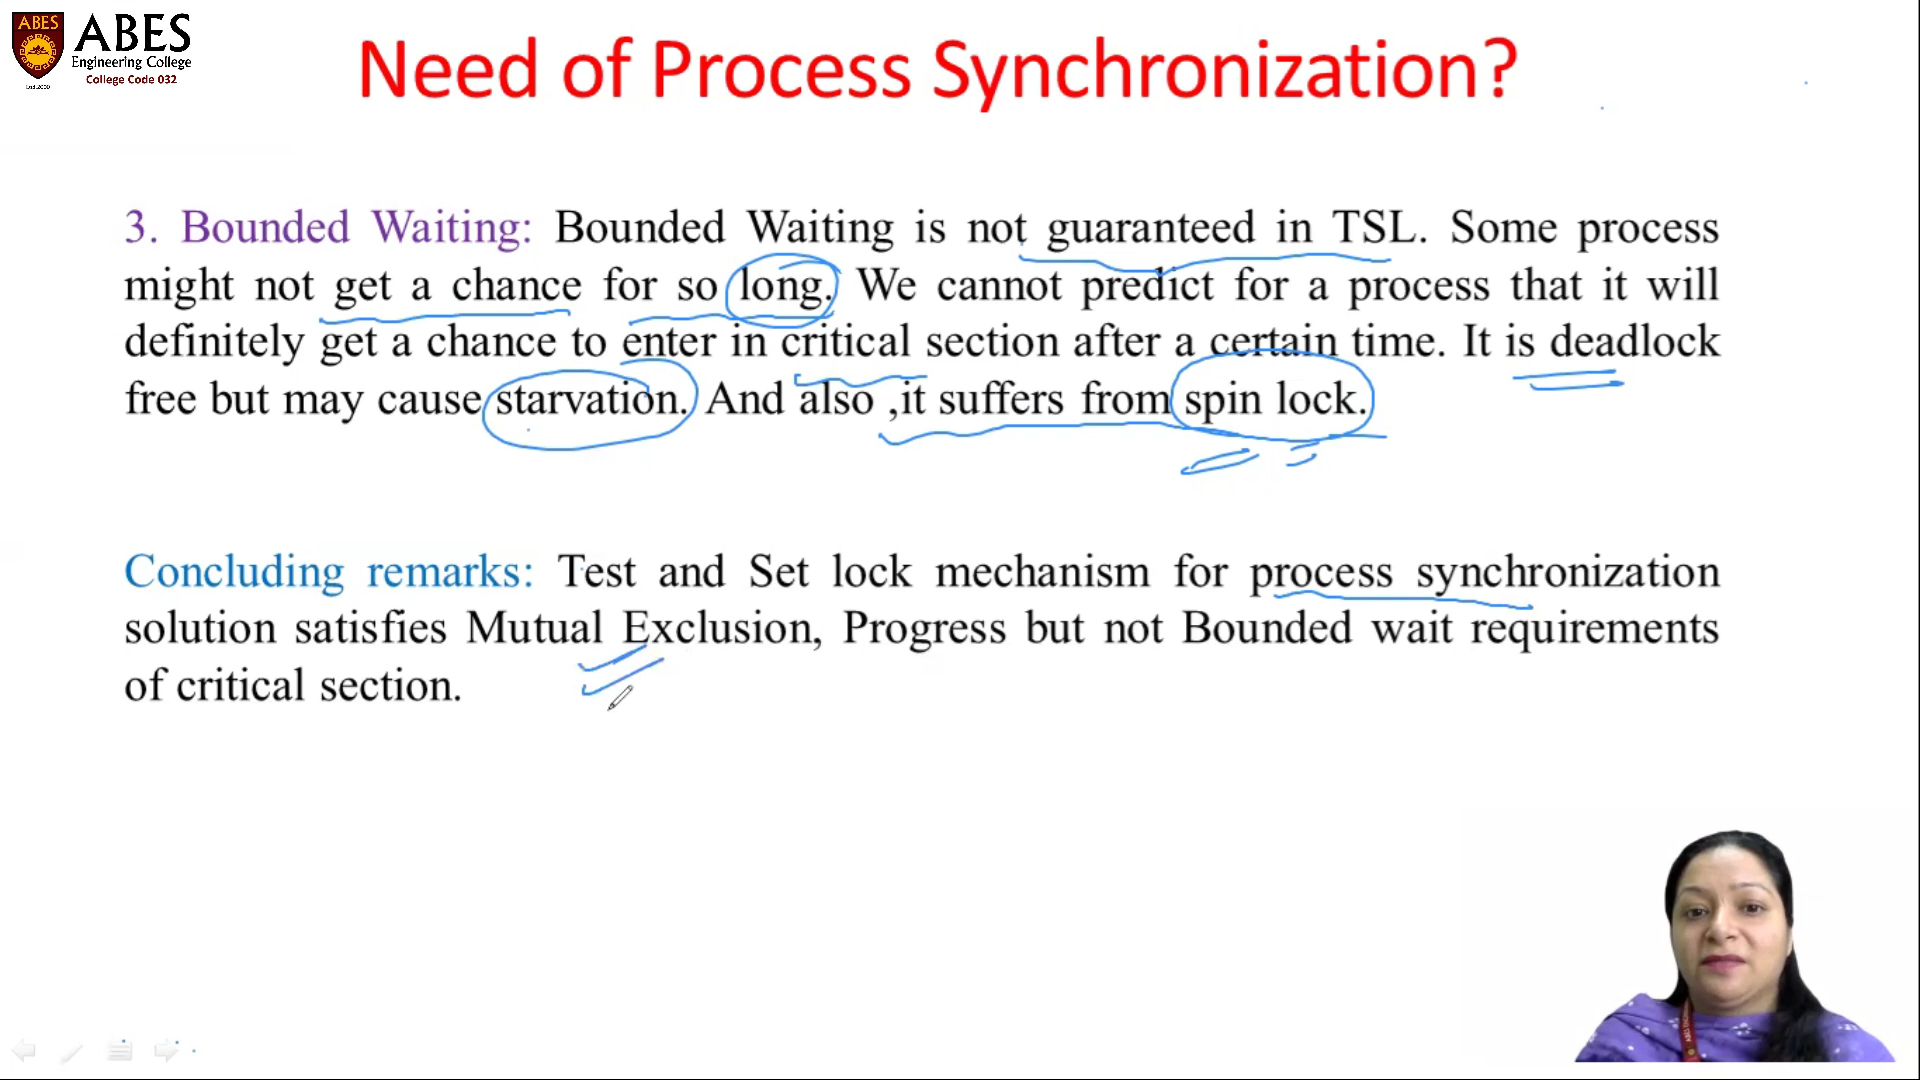 ABES
ABES
Engineering College
College Code 032
Need of Process Synchronization?
3. Bounded Waiting: Bounded Waiting is not guaranteed in TSL. Some process
might not get a chance for so long. We cannot predict for a process that it will
definitely get a chance to enter in critical section after a certain time. It is deadlock
free but may cause starvation. And also ,it suffers from spin lock.
Concluding remarks: Test and Set lock mechanism for process synchronization
solution satisfies Mutual Exclusion, Progress but not Bounded wait requirements
of critical section.